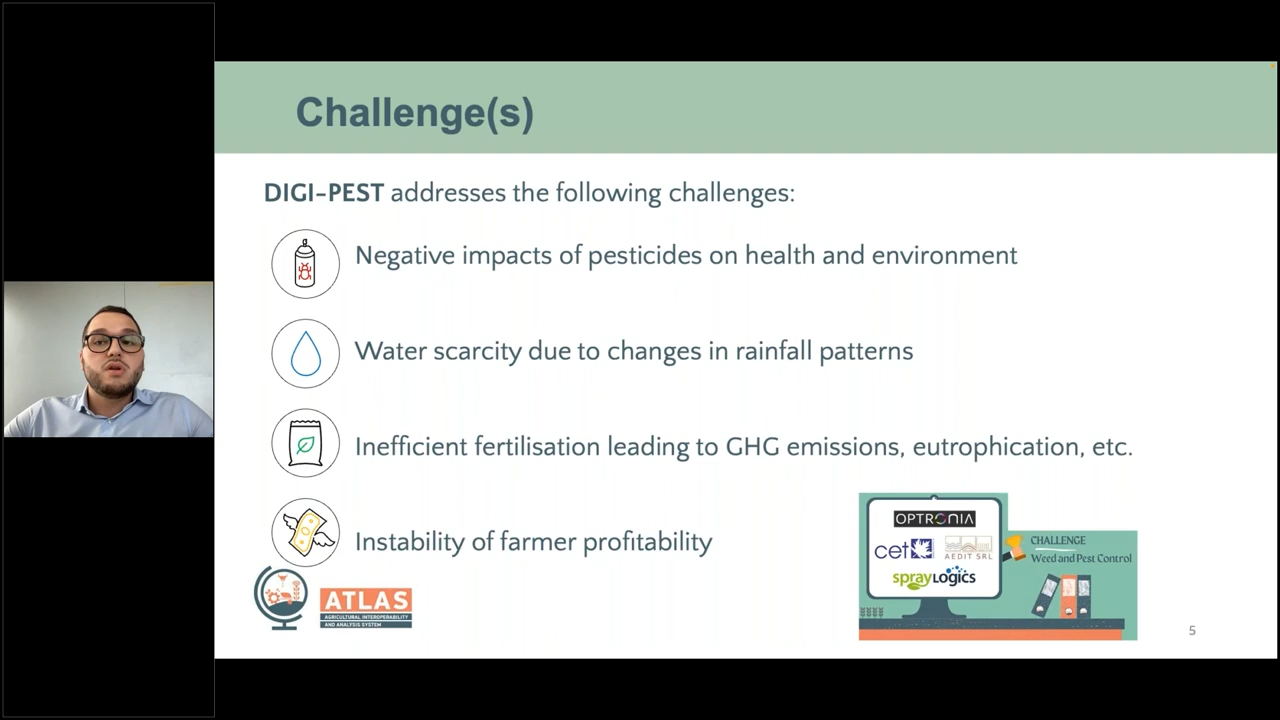 Challenge(s)
DIGI-PEST addresses the following challenges:
Negative impacts of pesticides on health and environment
Water scarcity due to changes in rainfall patterns
Inefficient fertilisation leading to GHG emissions, eutrophication, etc.
Instability of farmer profitability
ATLAS
AGRICULTURAL INTEROPERABILITY
AND ANALYSIS SYSTEM
OPTRONIA
cet
AEDIT SRL
sprayLogics
CHALLENGE
Weed and Pest Control
5